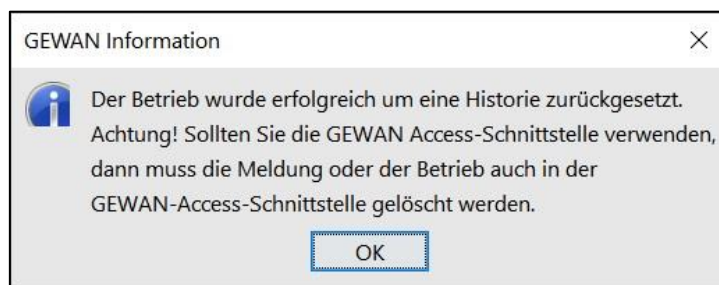 GEWAN Information
Der Betrieb wurde erfolgreich um eine Historie zurückgesetzt.
Achtung! Sollten Sie die GEWAN Access-Schnittstelle verwenden,
dann muss die Meldung oder der Betrieb auch in der
GEWAN-Access-Schnittstelle gelöscht werden.
OK